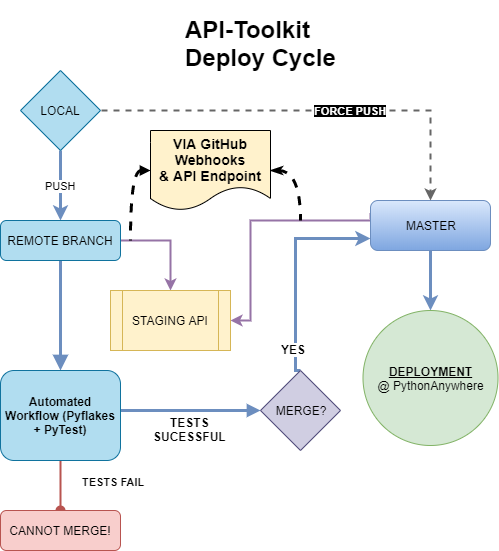 API-Toolkit
Deploy Cycle
LOCAL
FORCE PUSH
VIA GitHub
Webhooks
& API Endpoint
PUSH
REMOTE BRANCH
MASTER
STAGING API
YES
DEPLOYMENT
@ PythonAnywhere
Automated
Workflow (Pyflakes
+ PyTest)
TESTS
SUCESSFUL
MERGE?
TESTS FAIL
CANNOT MERGE!